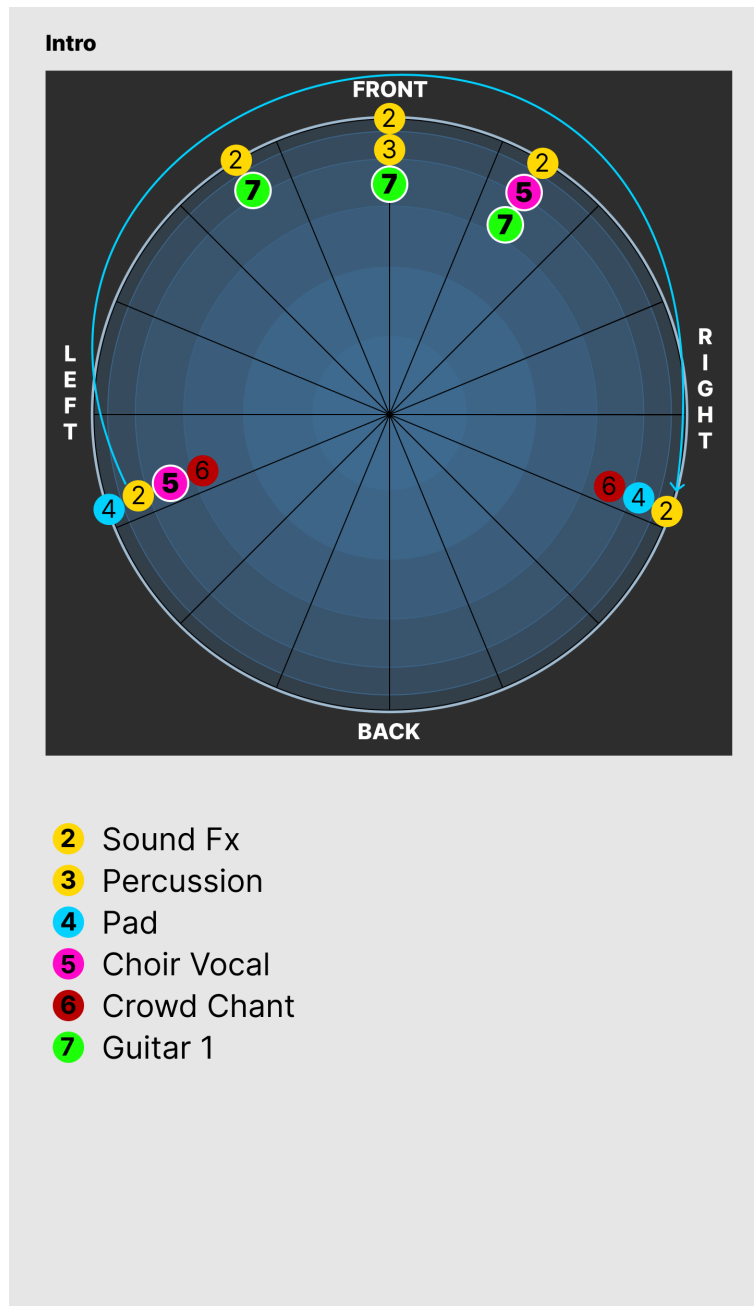 Intro
FRONT
2
2
2
3
7
7
5
7
LEFT
RIGHT
6
5
2
4
6
4
2
BACK
2 Sound Fx
3 Percussion
4 Pad
5 Choir Vocal
6 Crowd Chant
7 Guitar 1